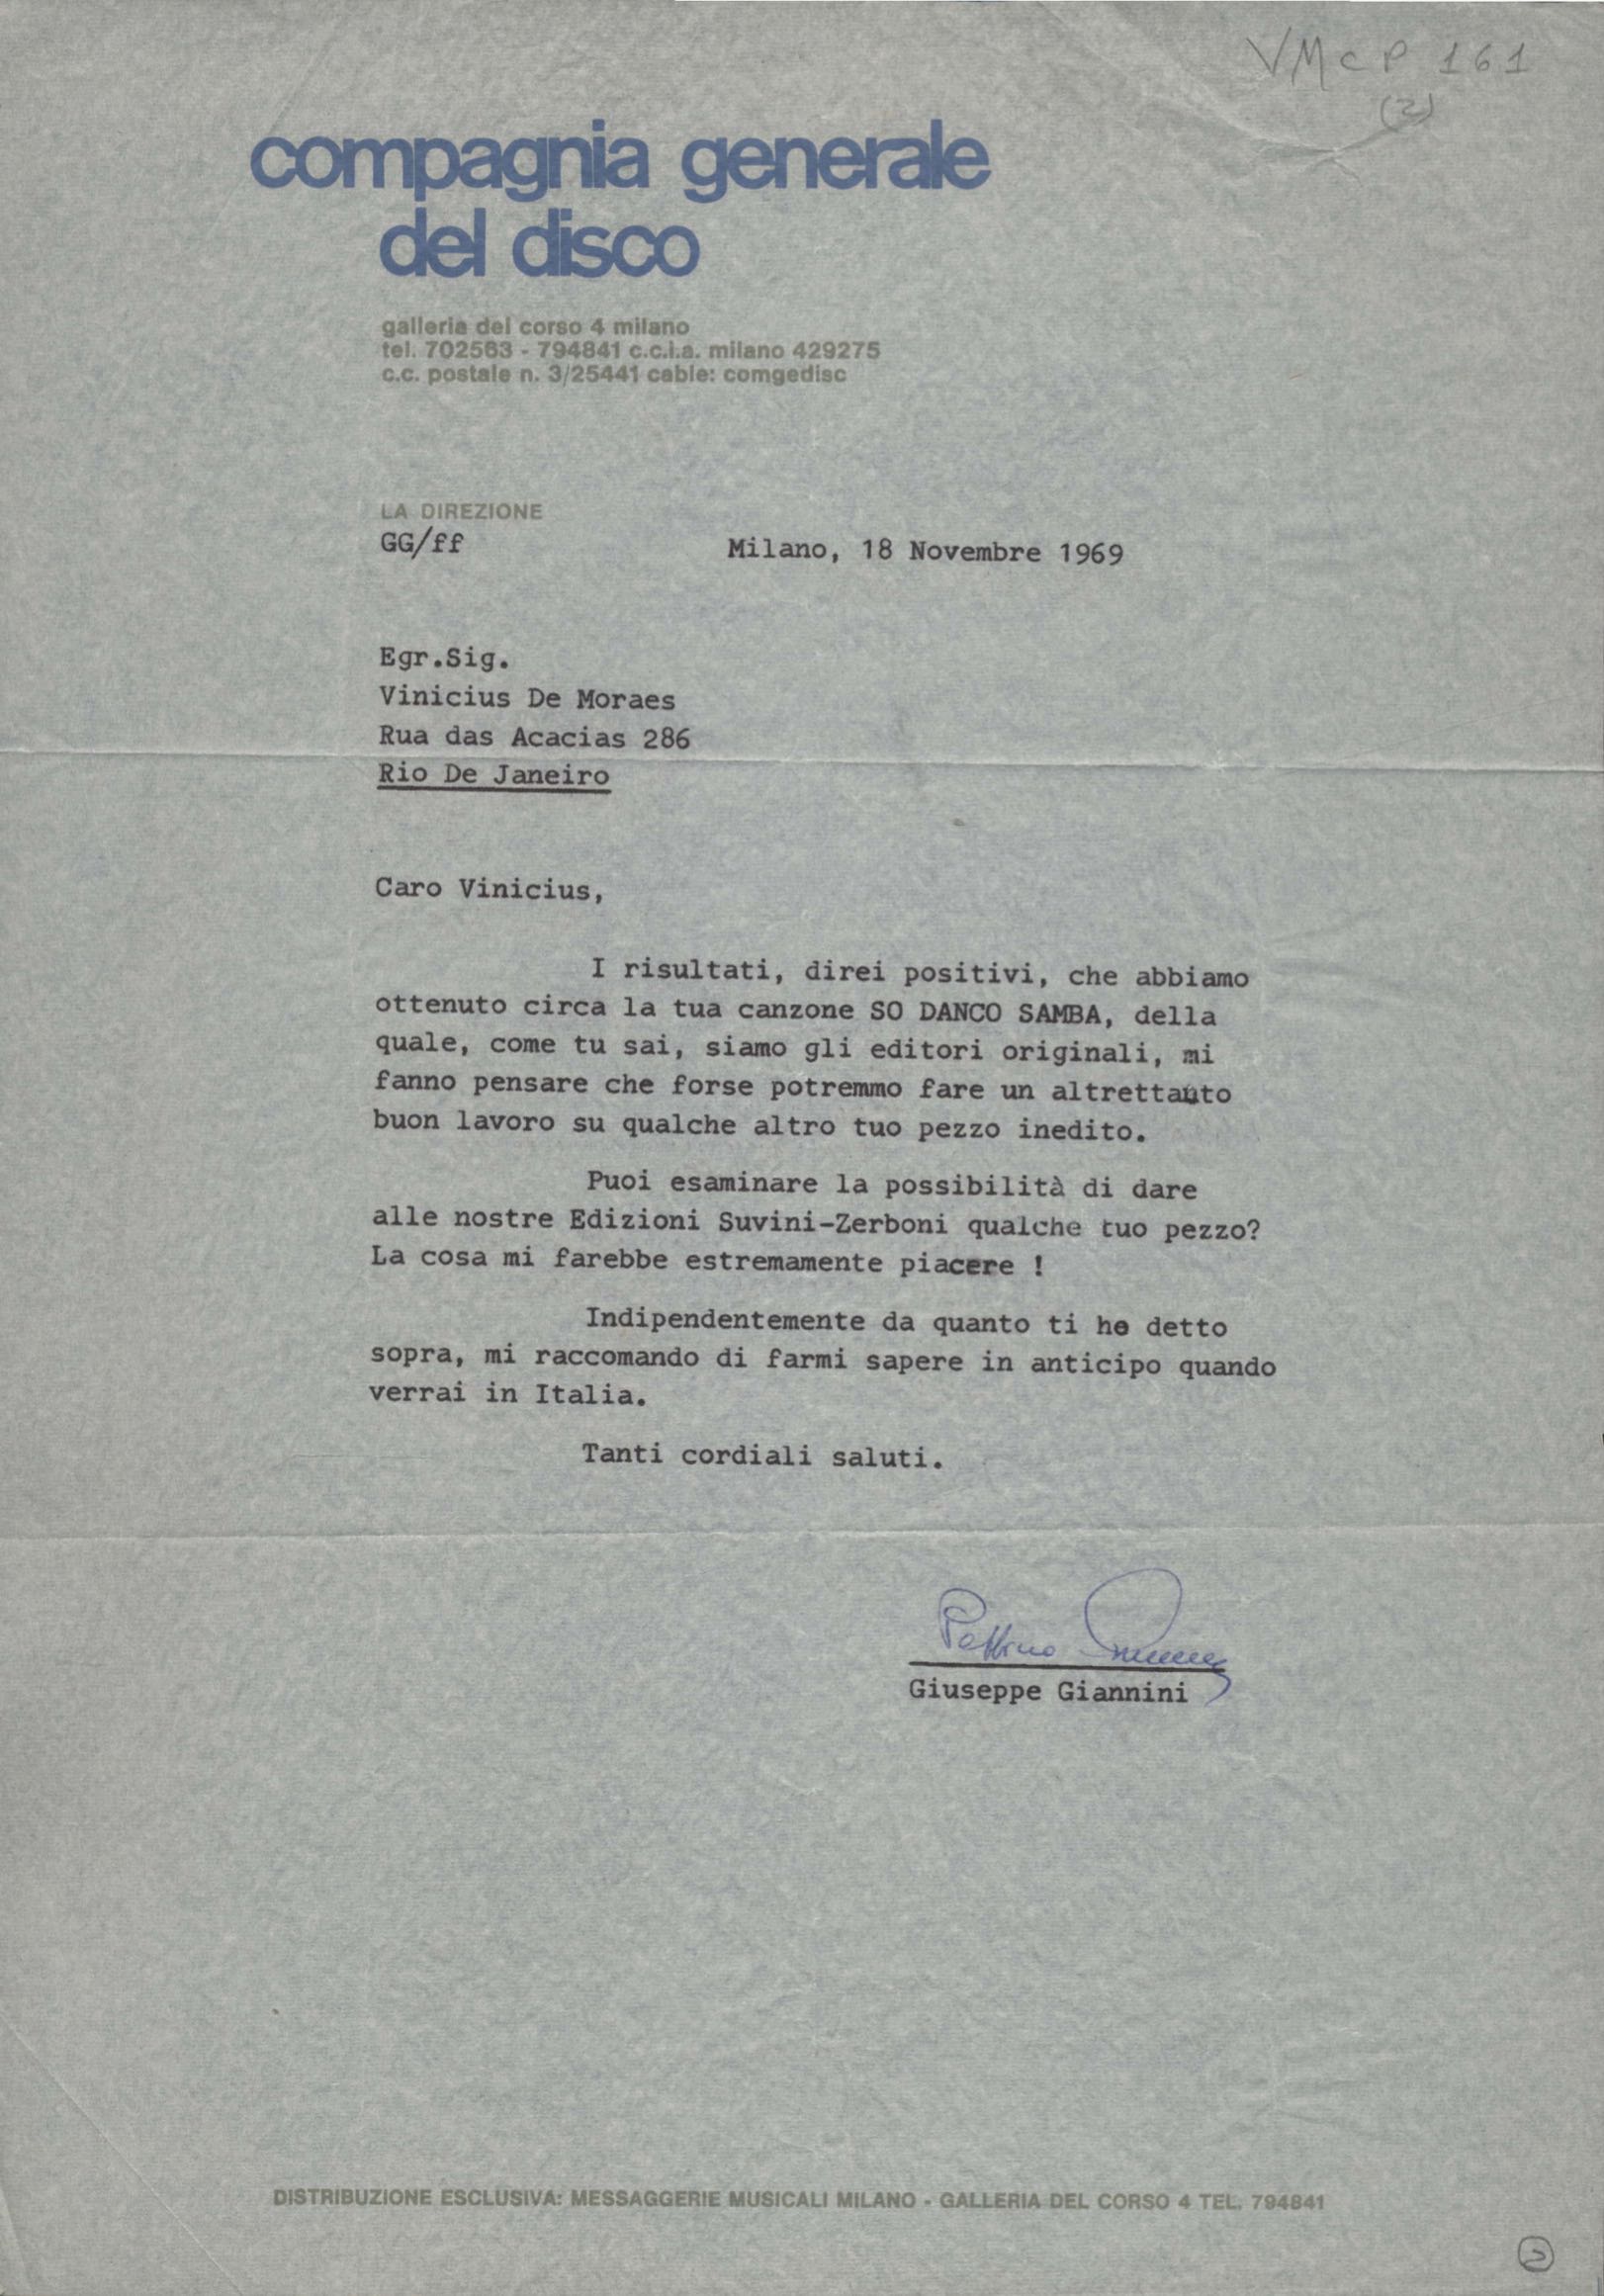 VMcP 161
(2)
compagnia generale
del disco
galleria del corso 4 milano
tel. 702563 - 794841 c.c.i.a. milano 429275
c.c. postale n. 3/25441 cable: comgedisc
LA DIREZIONE
GG/ff
Milano, 18 Novembre 1969
Egr.Sig.
Vinicius De Moraes
Rua das Acacias 286
Rio De Janeiro
Caro Vinicius,
I risultati, direi positivi, che abbiamo
ottenuto circa la tua canzone SO DANCO SAMBA, della
quale, come tu sai, siamo gli editori originali, mi
fanno pensare che forse potremmo fare un altrettanto
buon lavoro su qualche altro tuo pezzo inedito.
Puoi esaminare la possibilità di dare
alle nostre Edizioni Suvini-Zerboni qualche tuo pezzo?
La cosa mi farebbe estremamente piacere !
Indipendentemente da quanto ti ho detto
sopra, mi raccomando di farmi sapere in anticipo quando
verrai in Italia.
Tanti cordiali saluti.
Giuseppe Giannini
DISTRIBUZIONE ESCLUSIVA: MESSAGGERIE MUSICALI MILANO - GALLERIA DEL CORSO 4 TEL. 794841